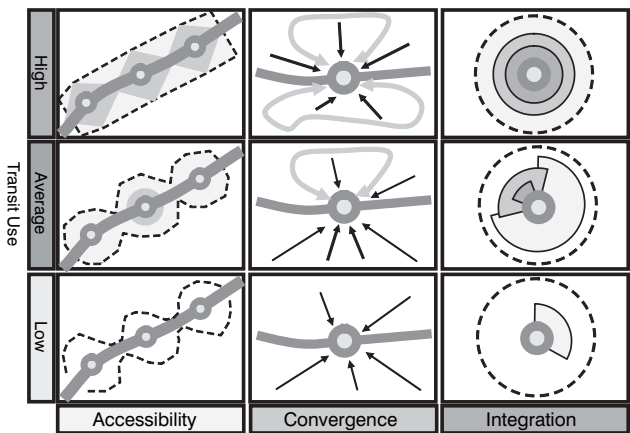 Transit Use
High
Average
Low
Accessibility
Convergence
Integration